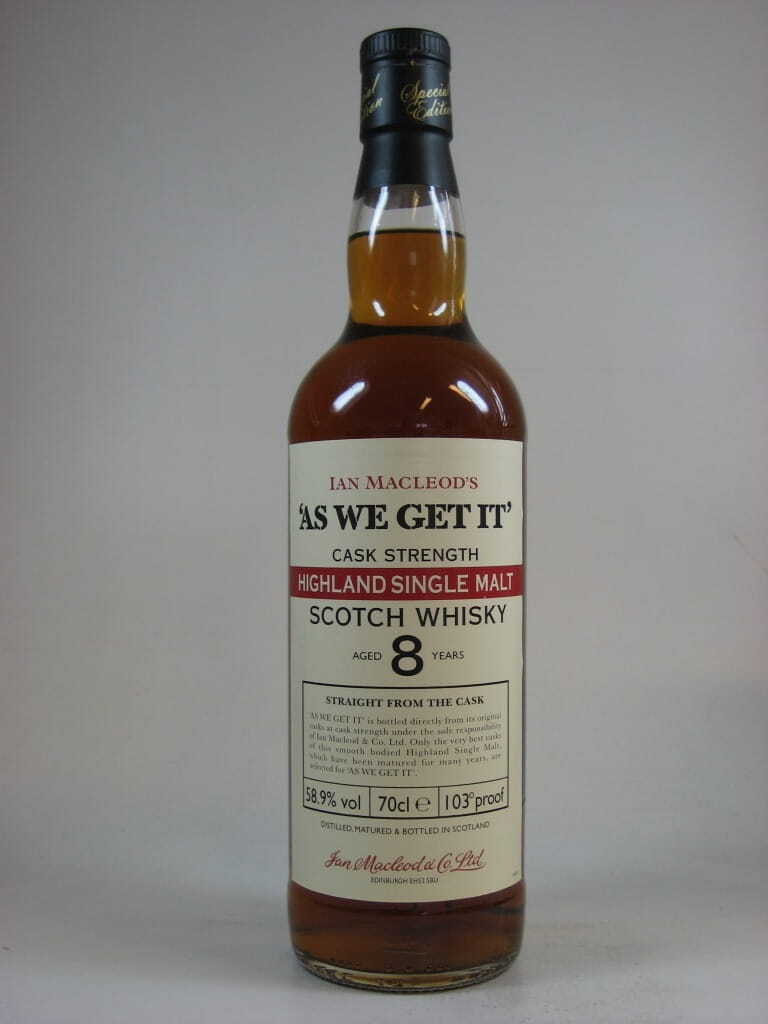 Special
Edition
IAN MACLEOD'S
'AS WE GET IT'
CASK STRENGTH
HIGHLAND SINGLE MALT
SCOTCH WHISKY
AGED 8 YEARS
STRAIGHT FROM THE CASK
'AS WE GET IT' is bottled directly from its original
casks at cask strength under the sole responsibility
of Ian Macleod & Co. Ltd. Only the very best casks
of this smooth bodied Highland Single Malt,
which have been matured for many years, are
selected for 'AS WE GET IT'.
58.9% vol 70cl ℮ 103° proof
DISTILLED, MATURED & BOTTLED IN SCOTLAND
Ian Macleod & Co. Ltd
EDINBURGH EH52 5BU